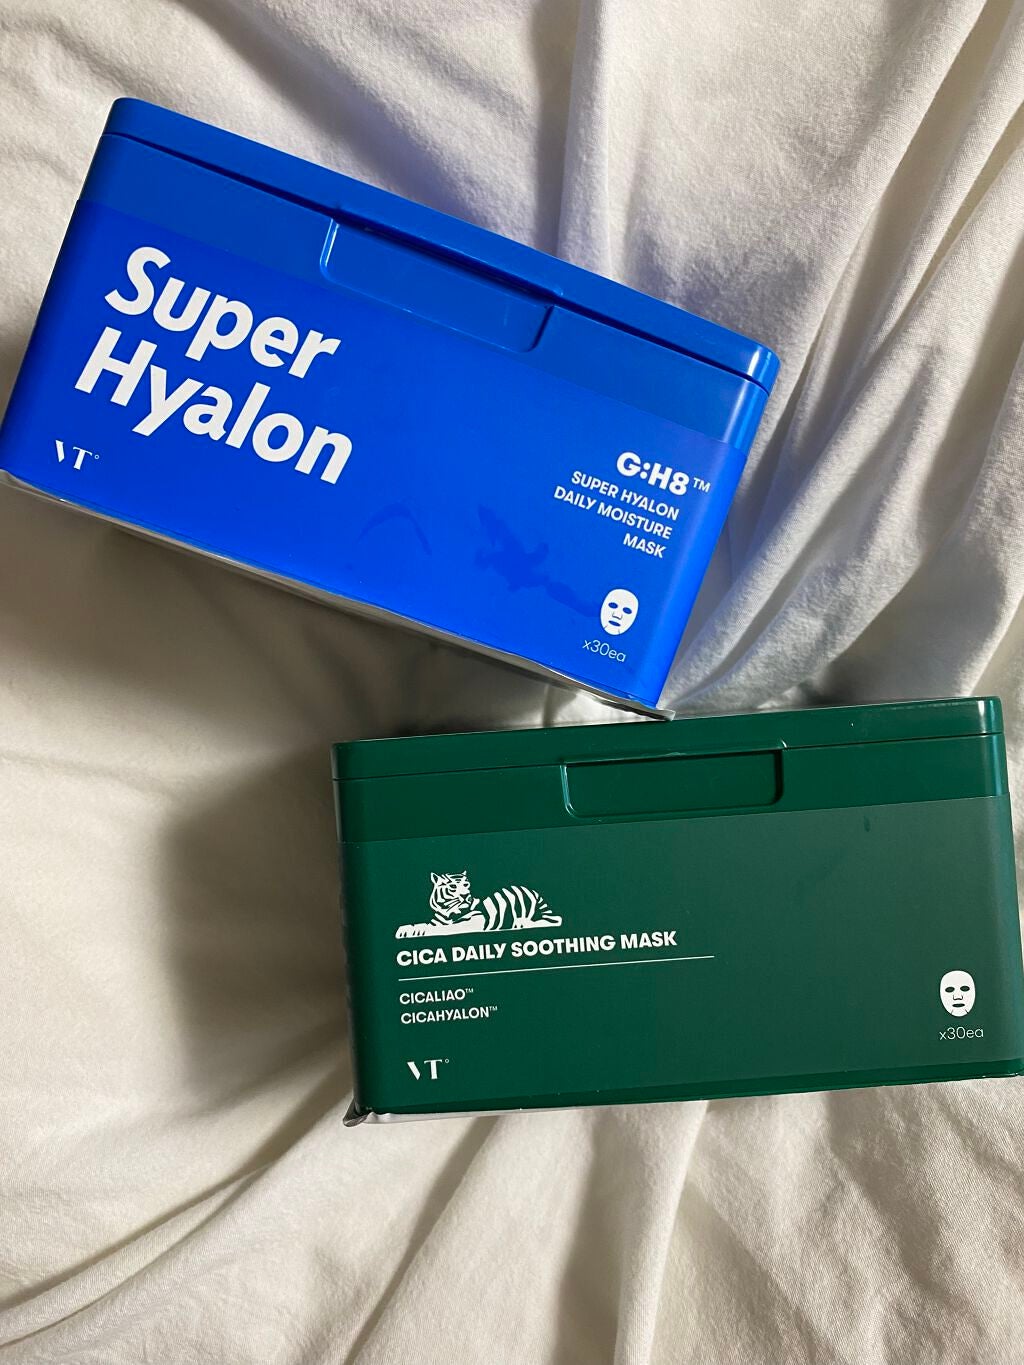 Super
Hyalon
VT°
G:H8™
SUPER HYALON
DAILY MOISTURE
MASK
x30ea
CICA DAILY SOOTHING MASK
CICALIAO™
CICAHYALON™
VT°
x30ea